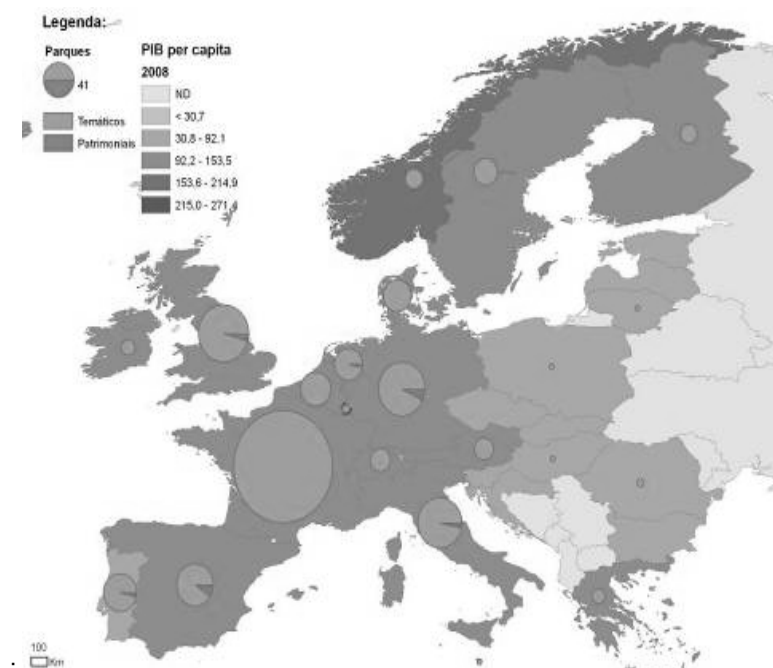 Legenda:
Parques
41
Temáticos
Patrimoniais
PIB per capita
2008
ND
< 30,7
30,8 - 92,1
92,2 - 153,5
153,6 - 214,9
215,0 - 271,4
100
Km